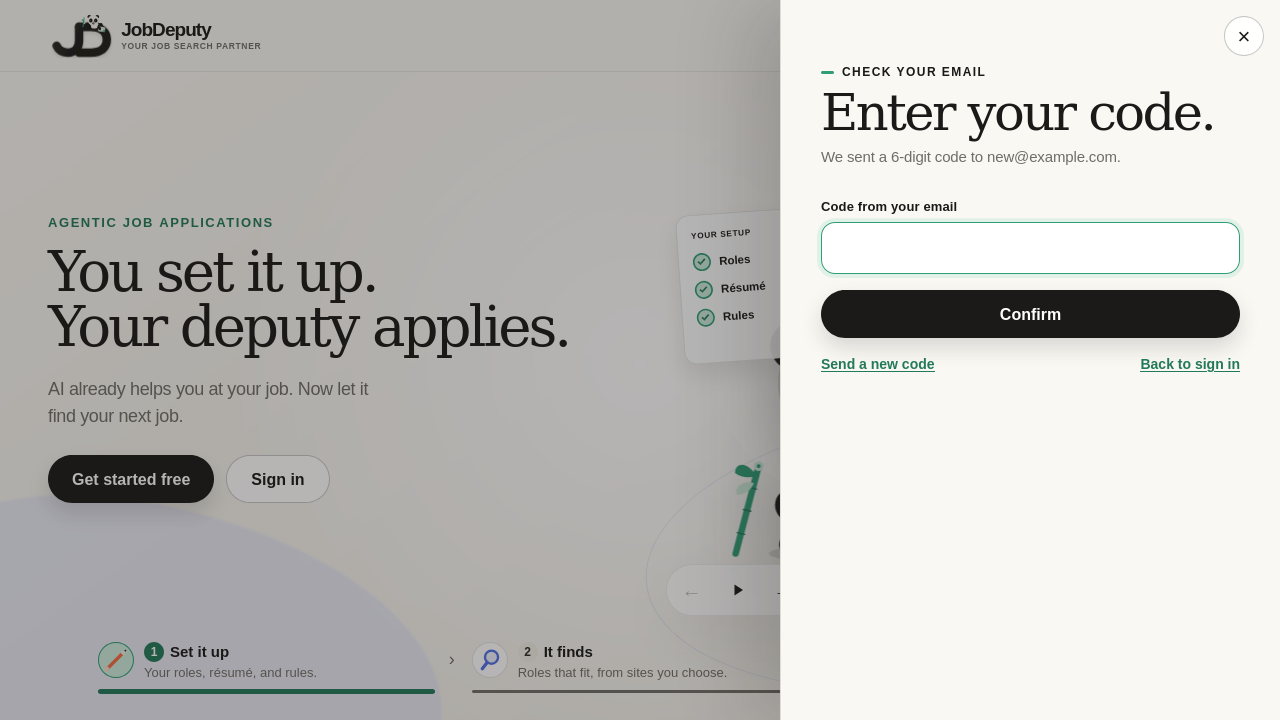 JobDeputy
YOUR JOB SEARCH PARTNER
AGENTIC JOB APPLICATIONS
You set it up.
Your deputy applies.
AI already helps you at your job. Now let it
find your next job.
Get started free
Sign in
YOUR SETUP
Roles
Résumé
Rules
1
Set it up
Your roles, résumé, and rules.
2
It finds
Roles that fit, from sites you choose.
CHECK YOUR EMAIL
Enter your code.
We sent a 6-digit code to new@example.com.
Code from your email
Confirm
Send a new code
Back to sign in